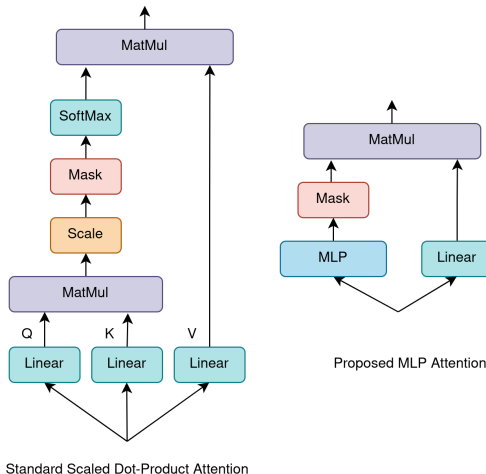 MatMul
SoftMax
Mask
Scale
MatMul
Q
K
V
Linear
Linear
Linear
Standard Scaled Dot-Product Attention
MatMul
Mask
MLP
Linear
Proposed MLP Attention